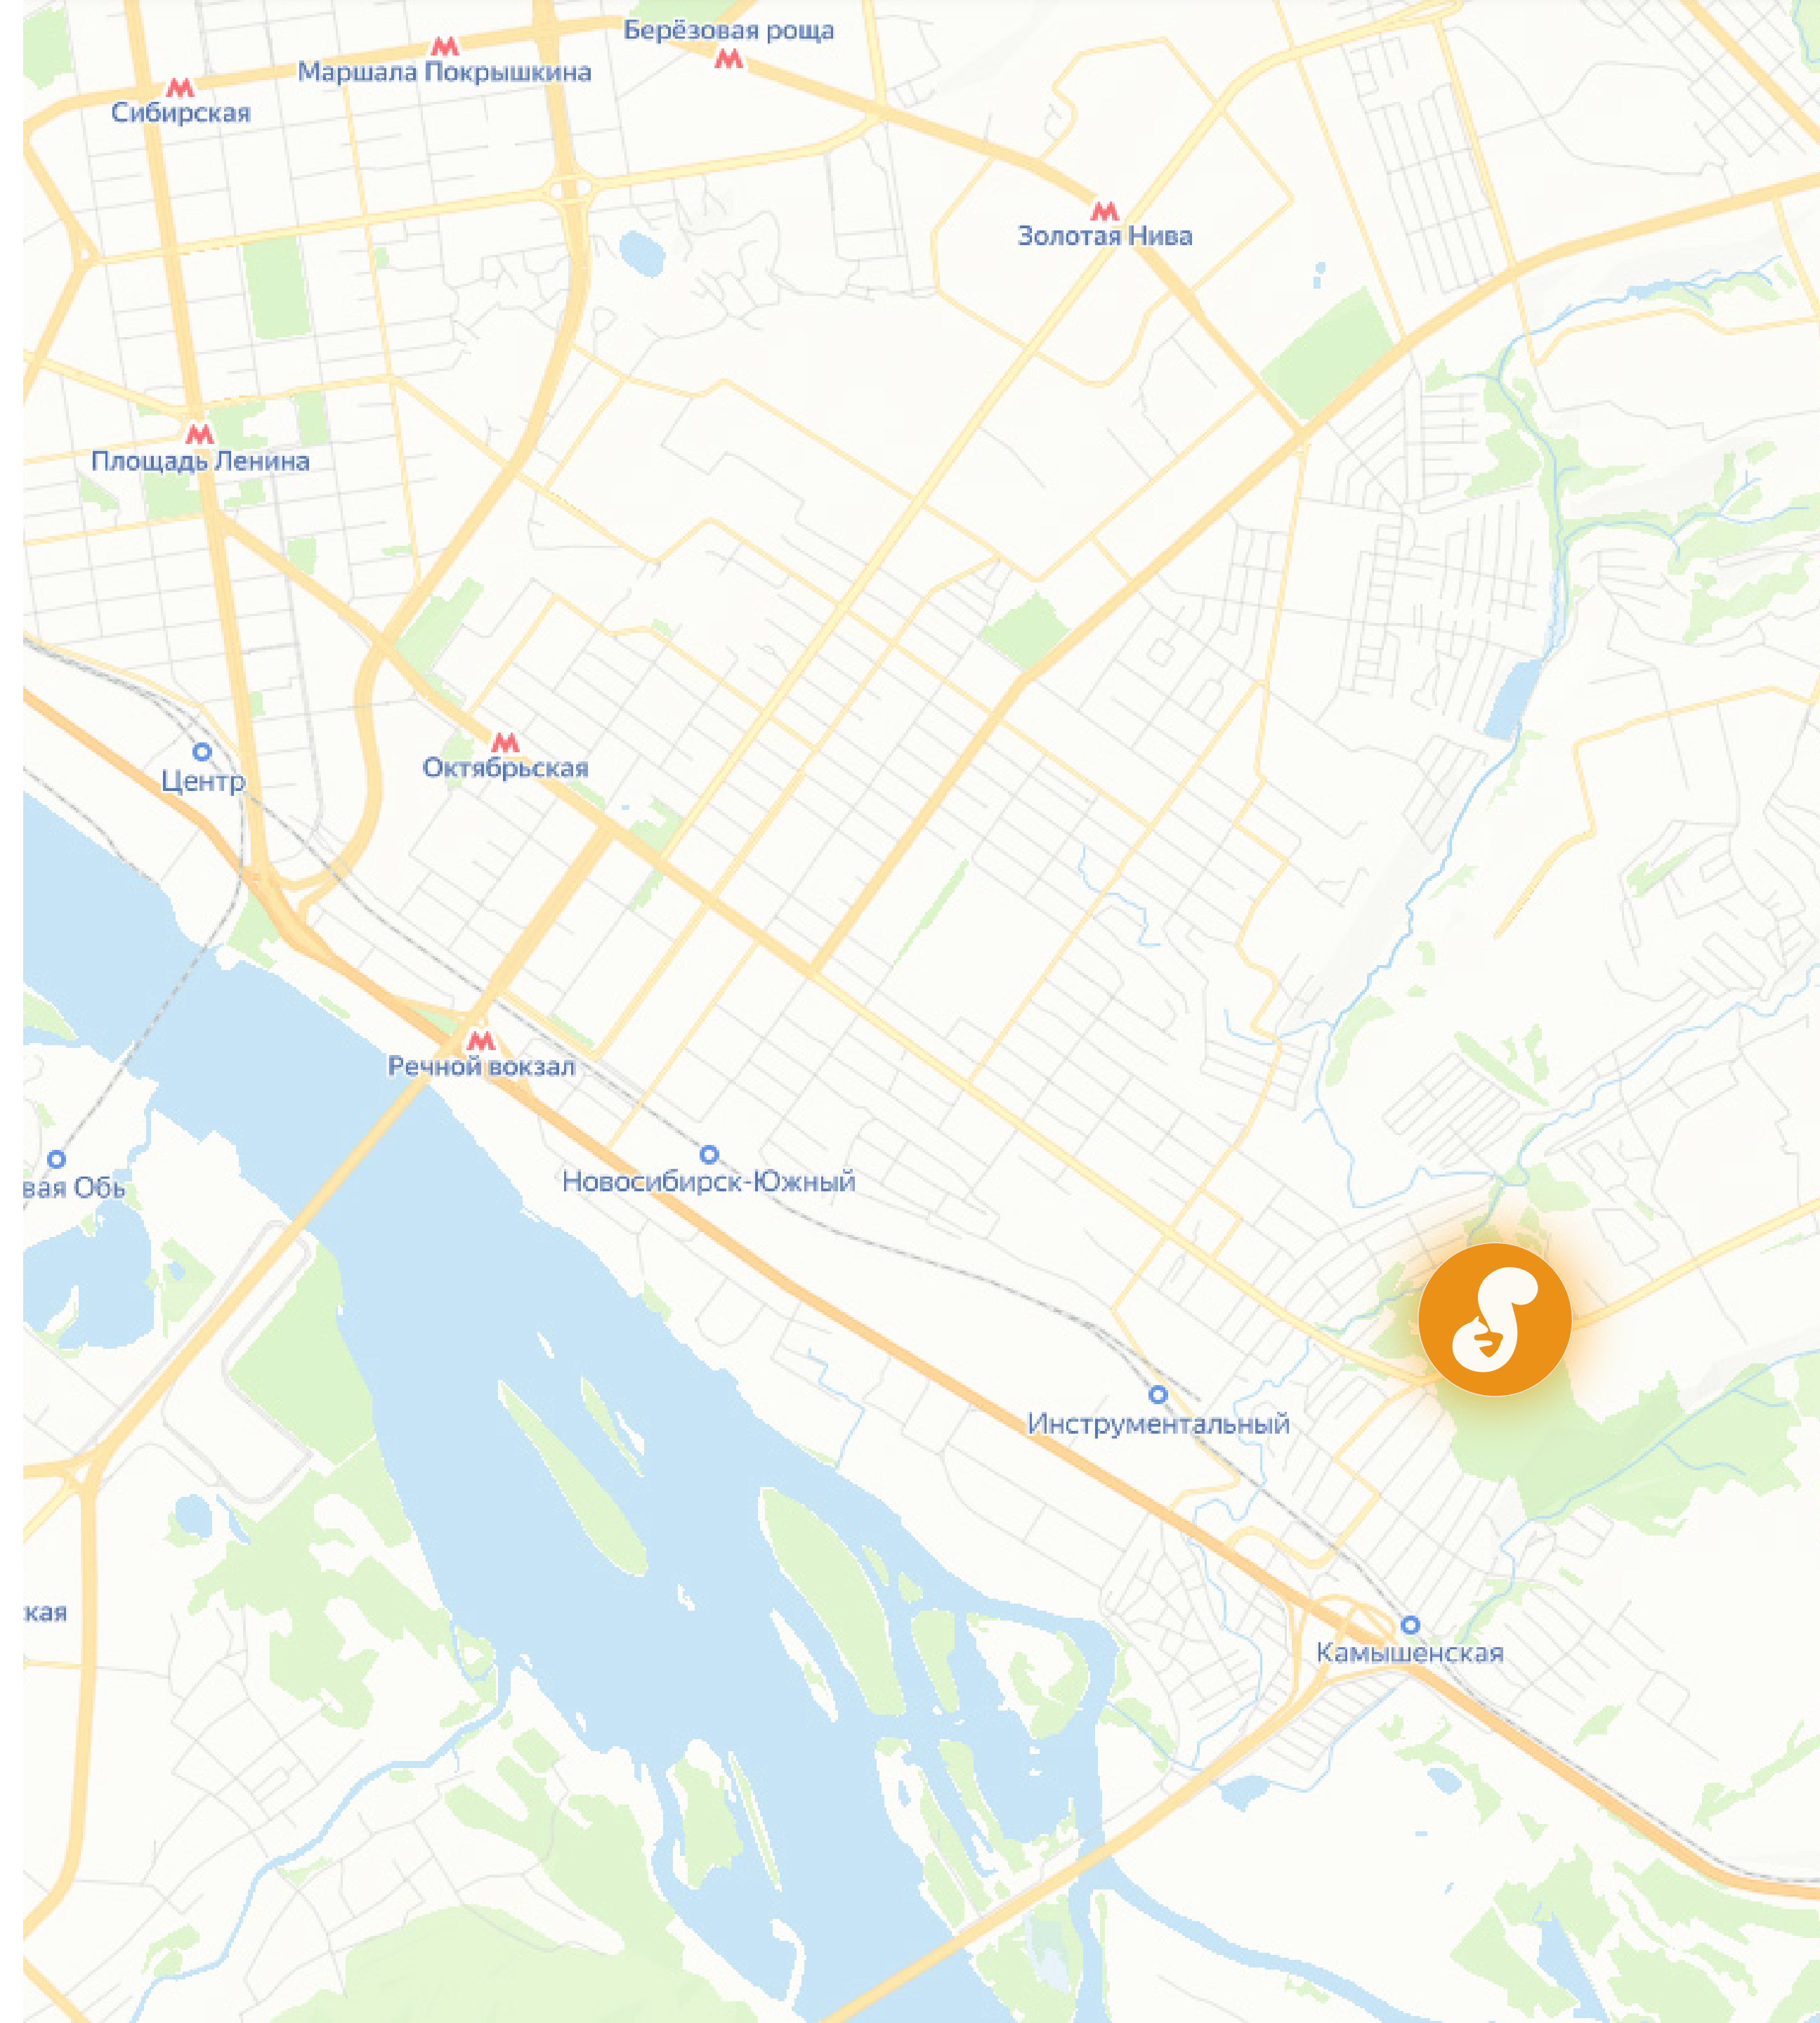 Берёзовая роща
Маршала Покрышкина
Сибирская
Золотая Нива
Площадь Ленина
Октябрьская
Центр
Речной вокзал
Новосибирск-Южный
вая Обь
Инструментальный
кая
Камышенская